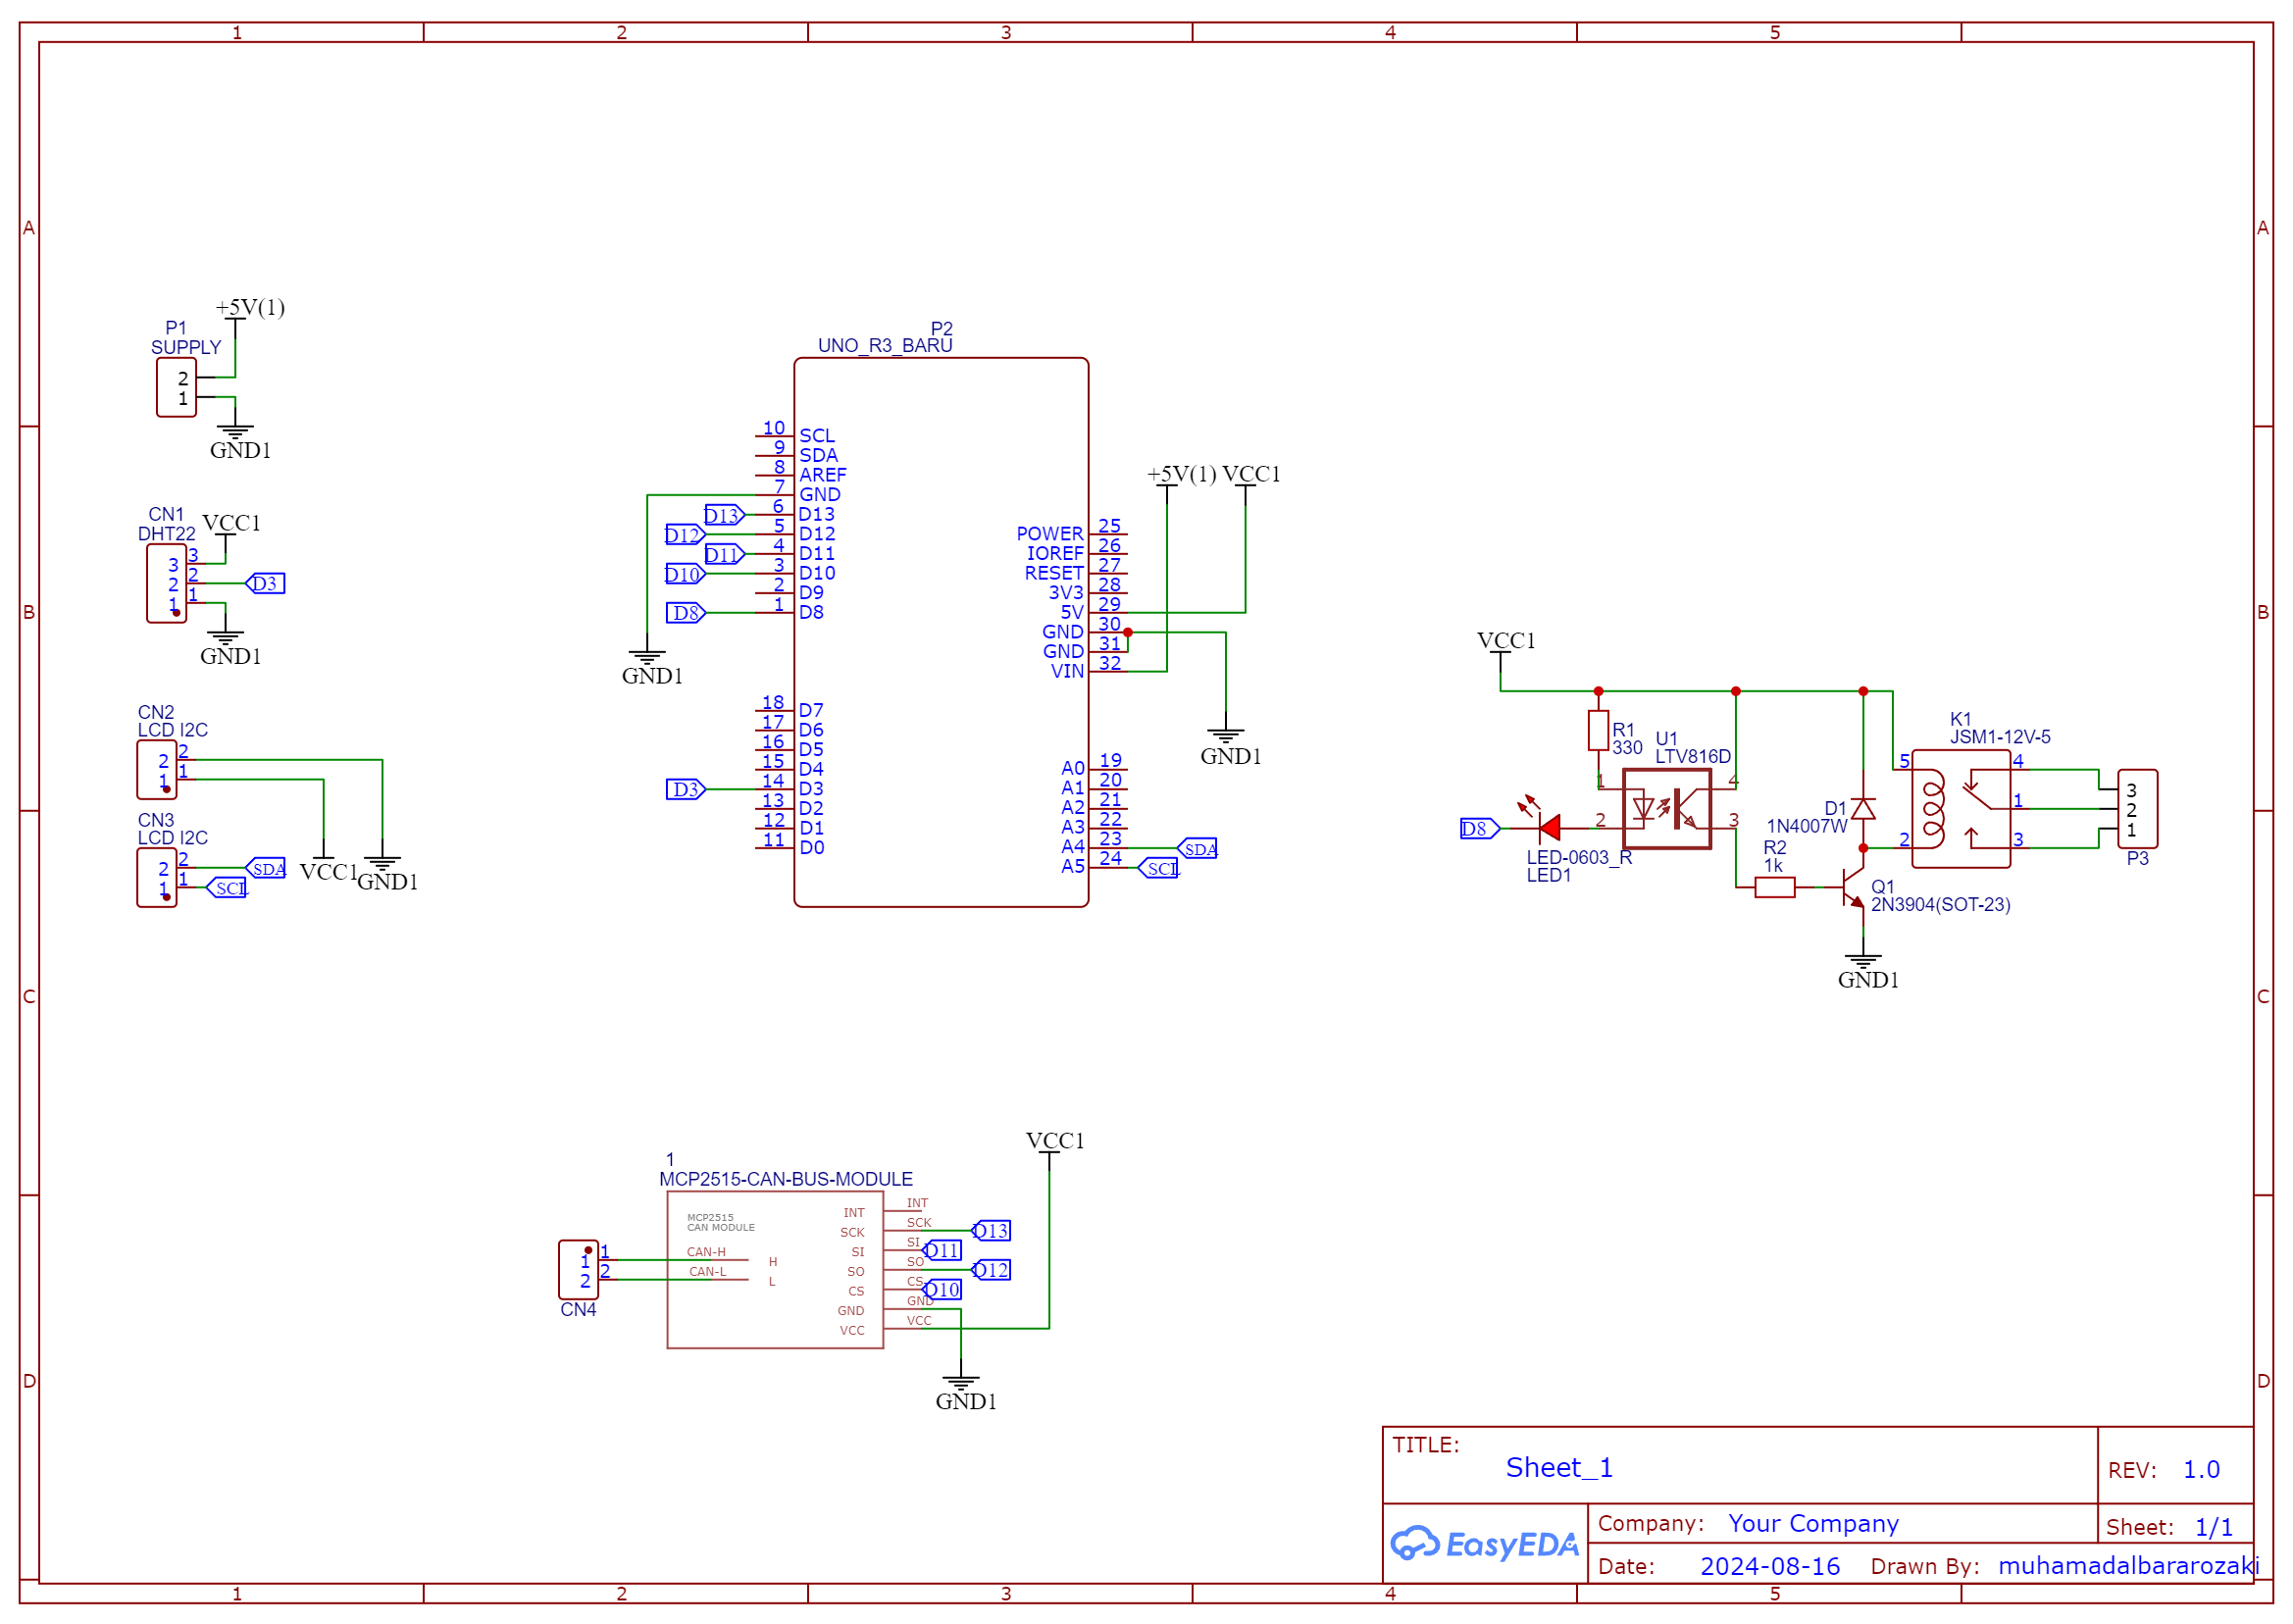 1 2 3 4 5
A A
B B
C C
D D
+5V(1)
P1
SUPPLY
2
1
GND1
CN1
DHT22
VCC1
3 3
2 2 D3
1 1
GND1
CN2
LCD I2C
2 2
1 1
VCC1 GND1
CN3
LCD I2C
2 2 SDA
1 1 SCL
P2
UNO_R3_BARU
10 SCL
9 SDA
8 AREF
7 GND
D13 6 D13
D12 5 D12
D11 4 D11
D10 3 D10
2 D9
D8 1 D8
GND1
18 D7
17 D6
16 D5
15 D4
D3 14 D3
13 D2
12 D1
11 D0
+5V(1) VCC1
POWER 25
IOREF 26
RESET 27
3V3 28
5V 29
GND 30
GND 31
VIN 32
GND1
A0 19
A1 20
A2 21
A3 22
A4 23 SDA
A5 24 SCL
VCC1
R1
330
U1
LTV816D
1 4
2 3
D8
LED-0603_R
LED1
D1
1N4007W
R2
1k
Q1
2N3904(SOT-23)
GND1
K1
JSM1-12V-5
5 4
1
2 3
3
2
1
P3
VCC1
1
MCP2515-CAN-BUS-MODULE
MCP2515
CAN MODULE
INT INT
SCK SCK D13
SI SI D11
SO SO D12
CS CS D10
GND GND
VCC VCC
1 1 CAN-H H
2 2 CAN-L L
CN4
GND1
TITLE:
Sheet_1
REV: 1.0
EasyEDA
Company: Your Company
Sheet: 1/1
Date: 2024-08-16 Drawn By: muhamadalbararozaki
1 2 3 4 5